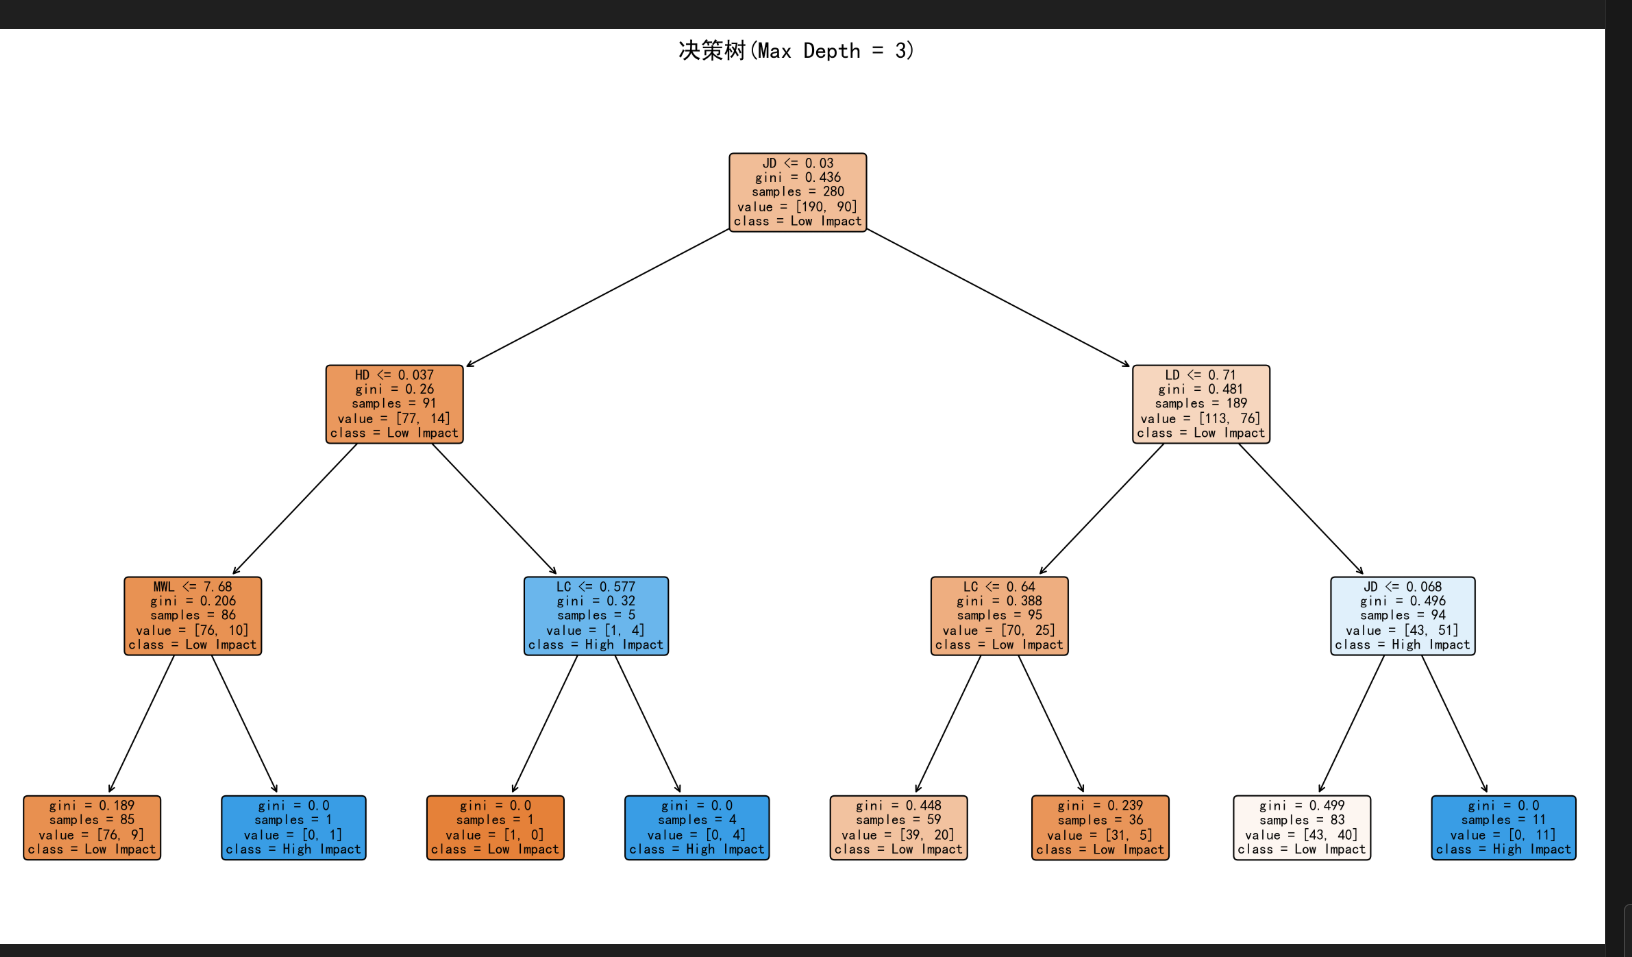 决策树(Max Depth = 3)
JD <= 0.03
gini = 0.436
samples = 280
value = [190, 90]
class = Low Impact
HD <= 0.037
gini = 0.26
samples = 91
value = [77, 14]
class = Low Impact
LD <= 0.71
gini = 0.481
samples = 189
value = [113, 76]
class = Low Impact
MWL <= 7.68
gini = 0.206
samples = 86
value = [76, 10]
class = Low Impact
LC <= 0.577
gini = 0.32
samples = 5
value = [1, 4]
class = High Impact
LC <= 0.64
gini = 0.388
samples = 95
value = [70, 25]
class = Low Impact
JD <= 0.068
gini = 0.496
samples = 94
value = [43, 51]
class = High Impact
gini = 0.189
samples = 85
value = [76, 9]
class = Low Impact
gini = 0.0
samples = 1
value = [0, 1]
class = High Impact
gini = 0.0
samples = 1
value = [1, 0]
class = Low Impact
gini = 0.0
samples = 4
value = [0, 4]
class = High Impact
gini = 0.448
samples = 59
value = [39, 20]
class = Low Impact
gini = 0.239
samples = 36
value = [31, 5]
class = Low Impact
gini = 0.499
samples = 83
value = [43, 40]
class = Low Impact
gini = 0.0
samples = 11
value = [0, 11]
class = High Impact